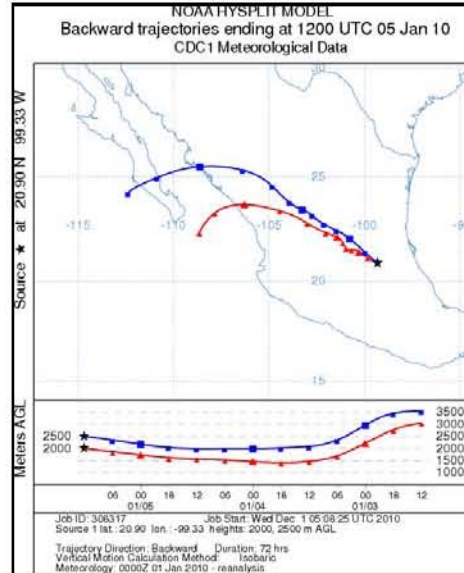 NOAA HYSPLIT MODEL
Backward trajectories ending at 1200 UTC 05 Jan 10
CDC1 Meteorological Data
Source ★ at 20.90 N 99.33 W
30
25
-115
-110
-105
-100
-95
20
15
Meters AGL
2500
2000
3500
3000
2500
2000
1500
1000
06 00 18 12 06 00 18 12 06 00 18 12
01/05 01/04 01/03
Job ID: 306317 Job Start: Wed Dec 1 05:06:25 UTC 2010
Source 1 lat.: 20.90 lon.: -99.33 heights: 2000, 2500 m AGL
Trajectory Direction: Backward Duration: 72 hrs
Vertical Motion Calculation Method: Isobaric
Meteorology: 0000Z 01 Jan 2010 - reanalysis